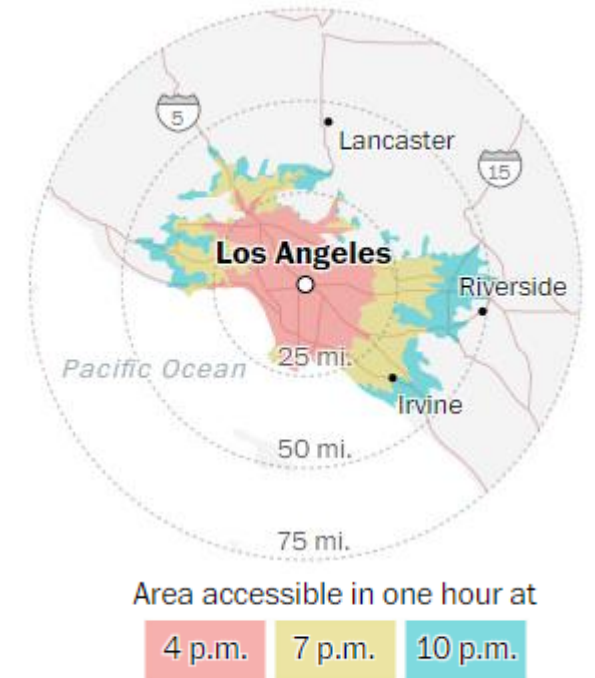 5
Lancaster
15
Los Angeles
Riverside
25 mi.
Pacific Ocean
Irvine
50 mi.
75 mi.
Area accessible in one hour at
4 p.m. 7 p.m. 10 p.m.